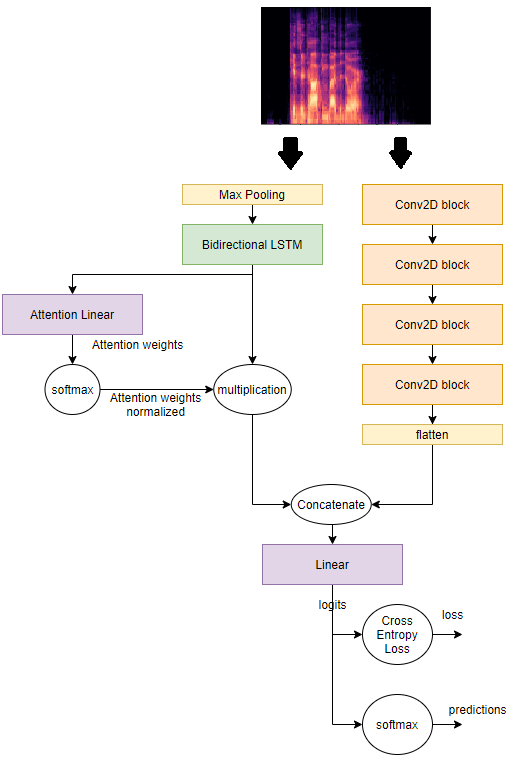 Max Pooling
Bidirectional LSTM
Attention Linear
Attention weights
softmax
Attention weights
normalized
multiplication
Conv2D block
Conv2D block
Conv2D block
Conv2D block
flatten
Concatenate
Linear
logits
Cross
Entropy
Loss
loss
softmax
predictions